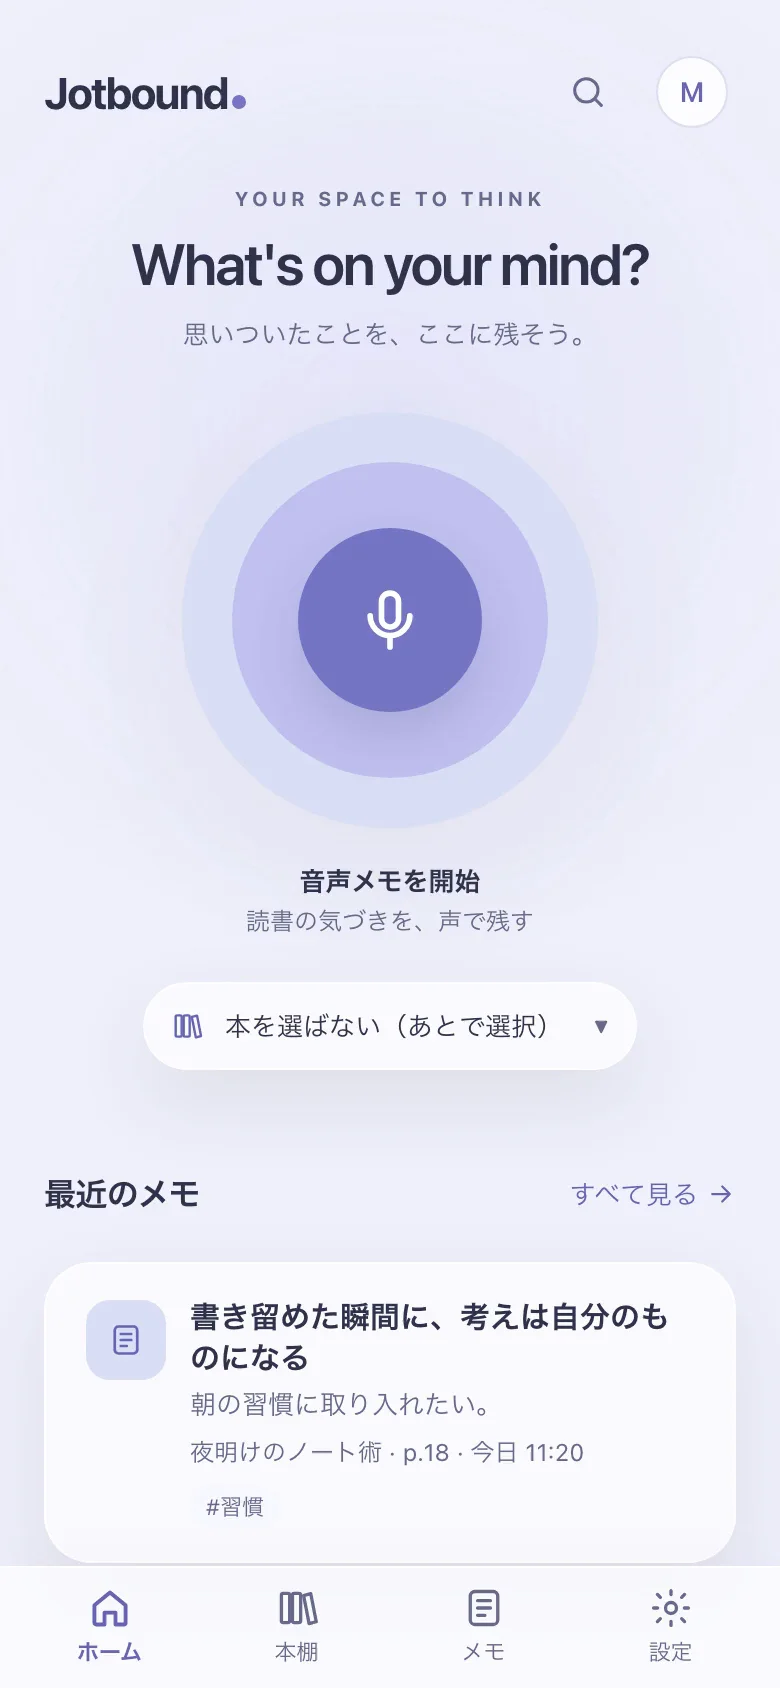 Jotbound
M
YOUR SPACE TO THINK
What's on your mind?
思いついたことを、ここに残そう。
音声メモを開始
読書の気づきを、声で残す
本を選ばない（あとで選択） ▼
最近のメモ
すべて見る →
書き留めた瞬間に、考えは自分のも
のになる
朝の習慣に取り入れたい。
夜明けのノート術 · p.18 · 今日 11:20
#習慣
ホーム
本棚
メモ
設定